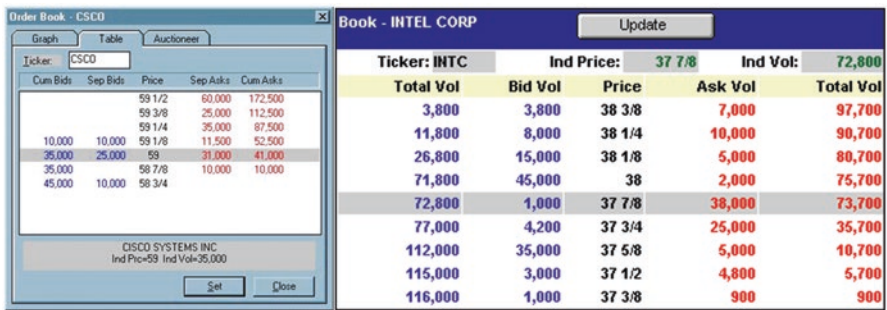 Order Book - CSCO
Graph Table Auctioneer
Ticker: CSCO
Cum Bids Sep Bids Price Sep Asks Cum Asks
59 1/2 60,000 172,500
59 3/8 25,000 112,500
59 1/4 35,000 87,500
10,000 10,000 59 1/8 11,500 52,500
35,000 25,000 59 31,000 41,000
35,000 58 7/8 10,000 10,000
45,000 10,000 58 3/4
CISCO SYSTEMS INC
Ind Prc=59 Ind Vol=35,000
Set Close
Book - INTEL CORP Update
Ticker: INTC Ind Price: 37 7/8 Ind Vol: 72,800
Total Vol Bid Vol Price Ask Vol Total Vol
3,800 3,800 38 3/8 7,000 97,700
11,800 8,000 38 1/4 10,000 90,700
26,800 15,000 38 1/8 5,000 80,700
71,800 45,000 38 2,000 75,700
72,800 1,000 37 7/8 38,000 73,700
77,000 4,200 37 3/4 25,000 35,700
112,000 35,000 37 5/8 5,000 10,700
115,000 3,000 37 1/2 4,800 5,700
116,000 1,000 37 3/8 900 900